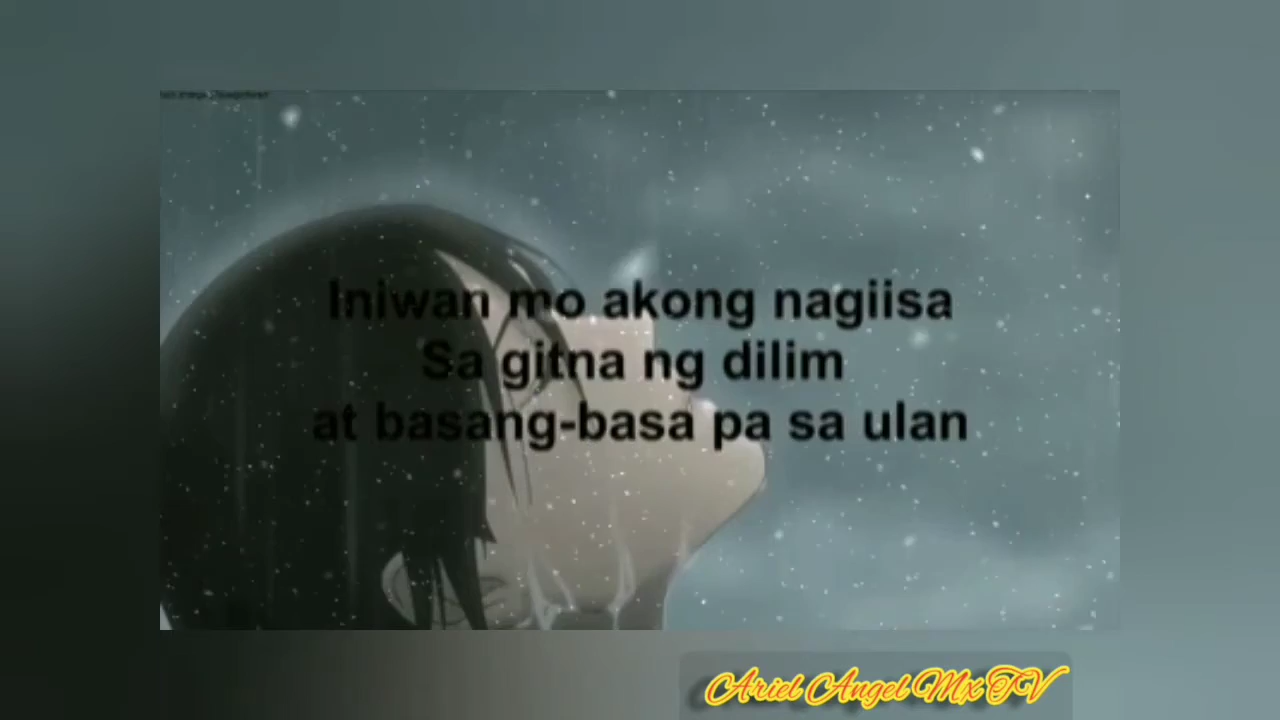 Iniwan mo akong nagiisa
Sa gitna ng dilim
at basang-basa pa sa ulan
Ariel Angel Mx TV